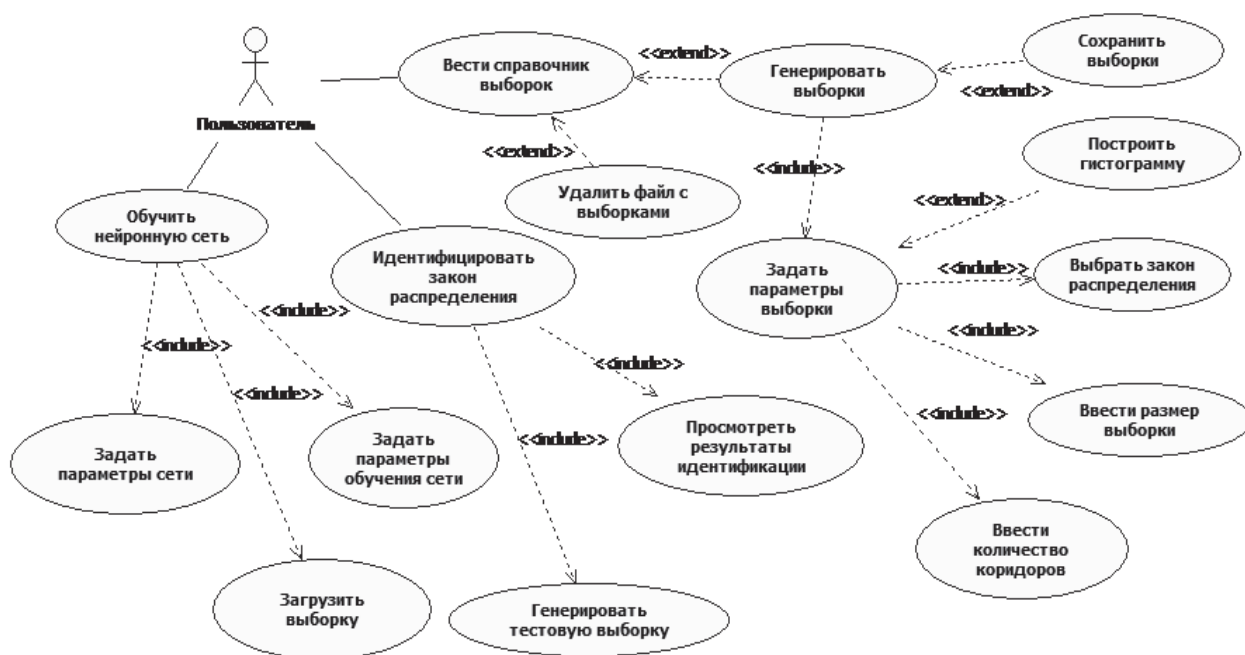 Пользователь
Вести справочник
выборок
<<extend>>
Генерировать
выборки
<<extend>>
Сохранить
выборки
<<extend>>
Удалить файл с
выборками
<<include>>
Построить
гистограмму
<<extend>>
Обучить
нейронную сеть
Идентифицировать
закон
распределения
Задать
параметры
выборки
<<include>>
Выбрать закон
распределения
<<include>>
<<include>>
<<include>>
<<include>>
<<include>>
<<include>>
<<include>>
Ввести размер
выборки
Задать
параметры сети
Задать
параметры
обучения сети
Просмотреть
результаты
идентификации
Ввести
количество
коридоров
Загрузить
выборку
Генерировать
тестовую выборку